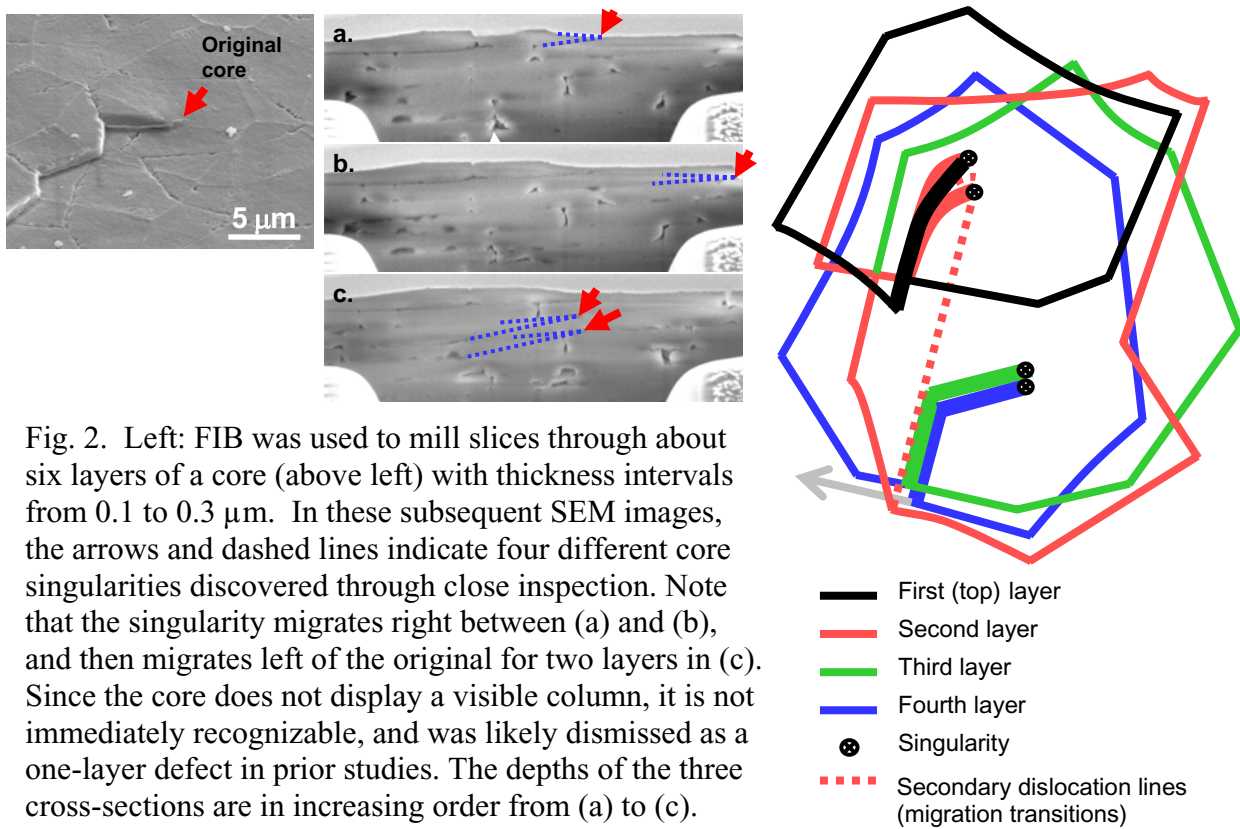 Original
core
5 µm
a.
b.
c.
Fig. 2. Left: FIB was used to mill slices through about
six layers of a core (above left) with thickness intervals
from 0.1 to 0.3 µm. In these subsequent SEM images,
the arrows and dashed lines indicate four different core
singularities discovered through close inspection. Note
that the singularity migrates right between (a) and (b),
and then migrates left of the original for two layers in (c).
Since the core does not display a visible column, it is not
immediately recognizable, and was likely dismissed as a
one-layer defect in prior studies. The depths of the three
cross-sections are in increasing order from (a) to (c).
First (top) layer
Second layer
Third layer
Fourth layer
Singularity
Secondary dislocation lines
(migration transitions)